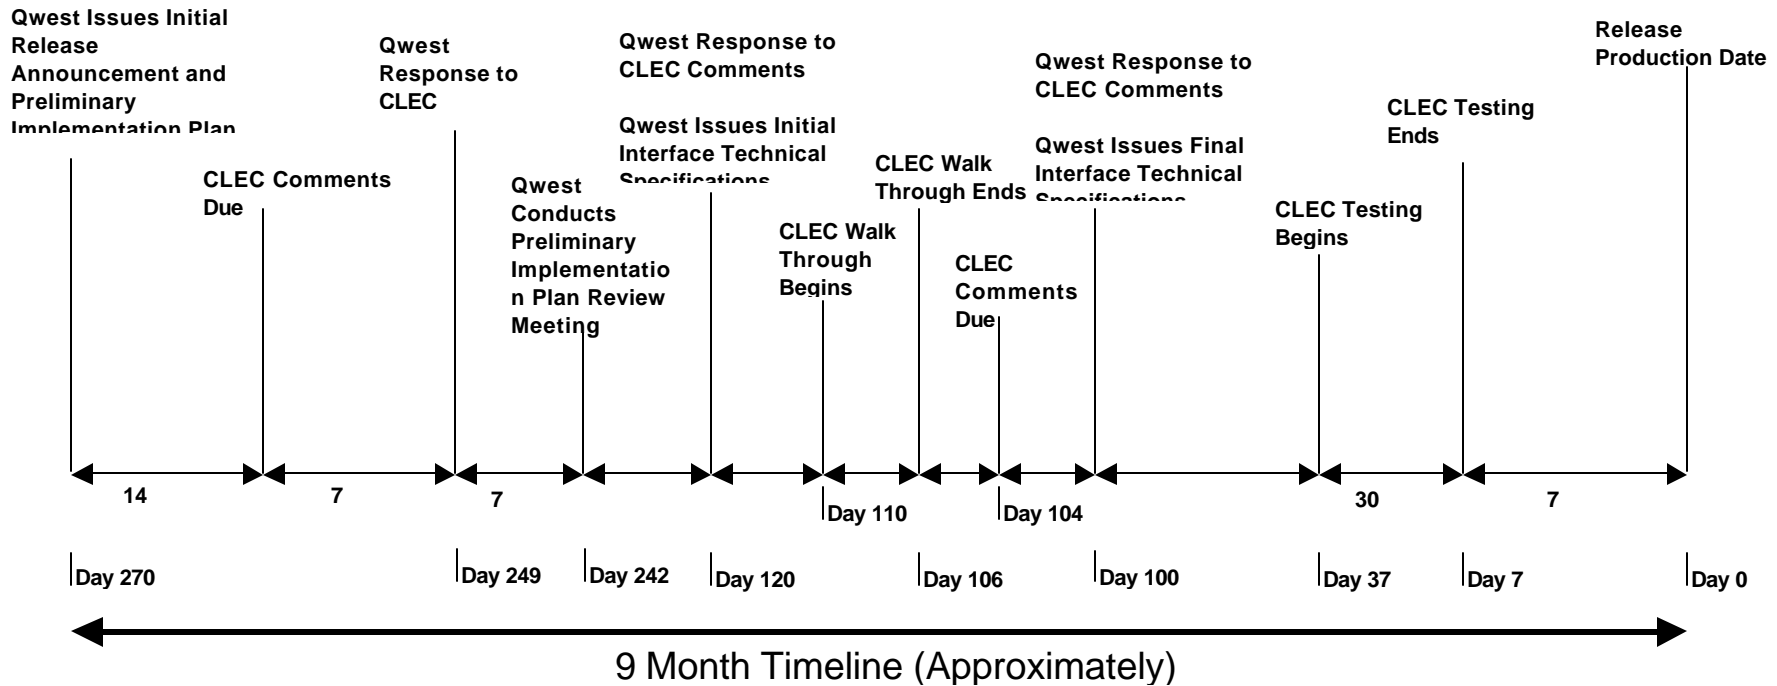 Qwest Issues Initial
Release
Announcement and
Preliminary
Implementation Plan
CLEC Comments
Due
Qwest
Response to
CLEC
Qwest
Conducts
Preliminary
Implementatio
n Plan Review
Meeting
Qwest Response to
CLEC Comments
Qwest Issues Initial
Interface Technical
Specifications
CLEC Walk
Through
Begins
CLEC Walk
Through Ends
CLEC
Comments
Due
Qwest Response to
CLEC Comments
Qwest Issues Final
Interface Technical
Specifications
CLEC Testing
Begins
CLEC Testing
Ends
Release
Production Date
14
7
7
30
7
Day 110
Day 104
Day 270
Day 249
Day 242
Day 120
Day 106
Day 100
Day 37
Day 7
Day 0
9 Month Timeline (Approximately)